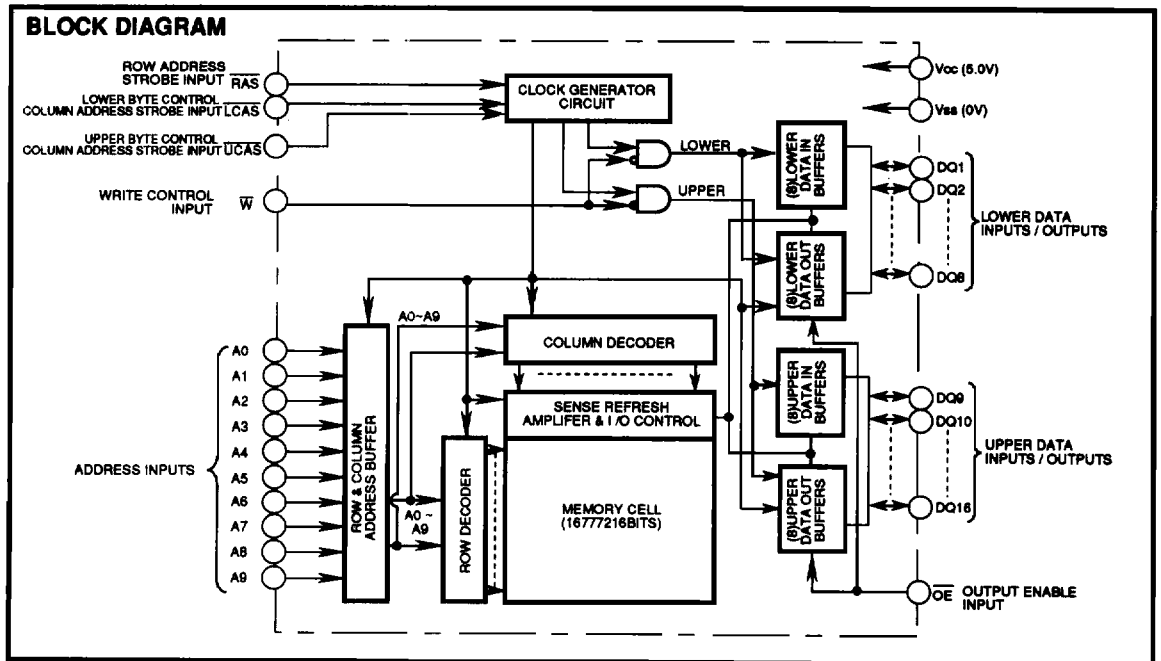 BLOCK DIAGRAM
ROW ADDRESS
STROBE INPUT RAS
LOWER BYTE CONTROL
COLUMN ADDRESS STROBE INPUT LCAS
UPPER BYTE CONTROL
COLUMN ADDRESS STROBE INPUT UCAS
WRITE CONTROL
INPUT W
CLOCK GENERATOR
CIRCUIT
LOWER
UPPER
(8)LOWER
DATA IN
BUFFERS
(8)LOWER
DATA OUT
BUFFERS
(8)UPPER
DATA IN
BUFFERS
(8)UPPER
DATA OUT
BUFFERS
Vcc (5.0V)
Vss (0V)
DQ1
DQ2
DQ8
LOWER DATA
INPUTS / OUTPUTS
DQ9
DQ10
DQ16
UPPER DATA
INPUTS / OUTPUTS
OE OUTPUT ENABLE
INPUT
ADDRESS INPUTS
A0
A1
A2
A3
A4
A5
A6
A7
A8
A9
ROW & COLUMN
ADDRESS BUFFER
A0~A9
A0 ~
A9
ROW DECODER
COLUMN DECODER
SENSE REFRESH
AMPLIFER & I /O CONTROL
MEMORY CELL
(16777216BITS)